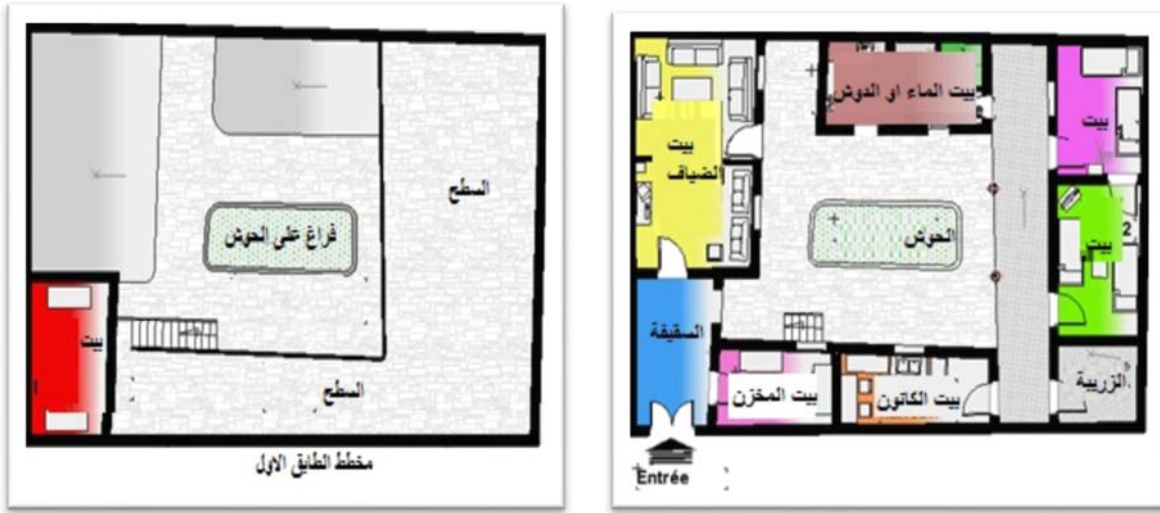 السطح
فراغ على الحوش
بيت
السطح
مخطط الطابق الاول
بيت الماء او الدوش
بيت
بيت
الضياف
الحوش
بيت
2
السقيفة
بيت المخزن
بيت الكانون
الزريبة
Entrée